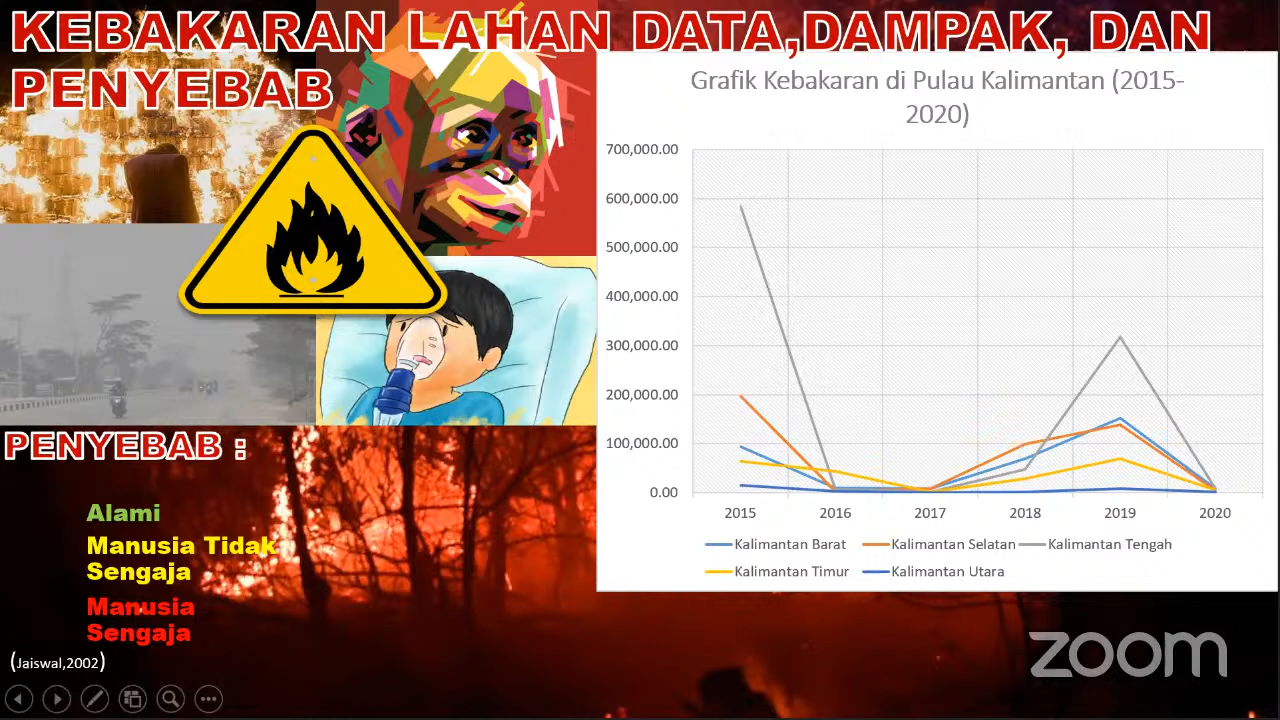 KEBAKARAN LAHAN DATA,DAMPAK, DAN
PENYEBAB
Grafik Kebakaran di Pulau Kalimantan (2015-
2020)
700,000.00
600,000.00
500,000.00
400,000.00
300,000.00
200,000.00
100,000.00
0.00
2015 2016 2017 2018 2019 2020
Kalimantan Barat Kalimantan Selatan Kalimantan Tengah
Kalimantan Timur Kalimantan Utara
PENYEBAB :
Alami
Manusia Tidak
Sengaja
Manusia
Sengaja
(Jaiswal,2002)
zoom